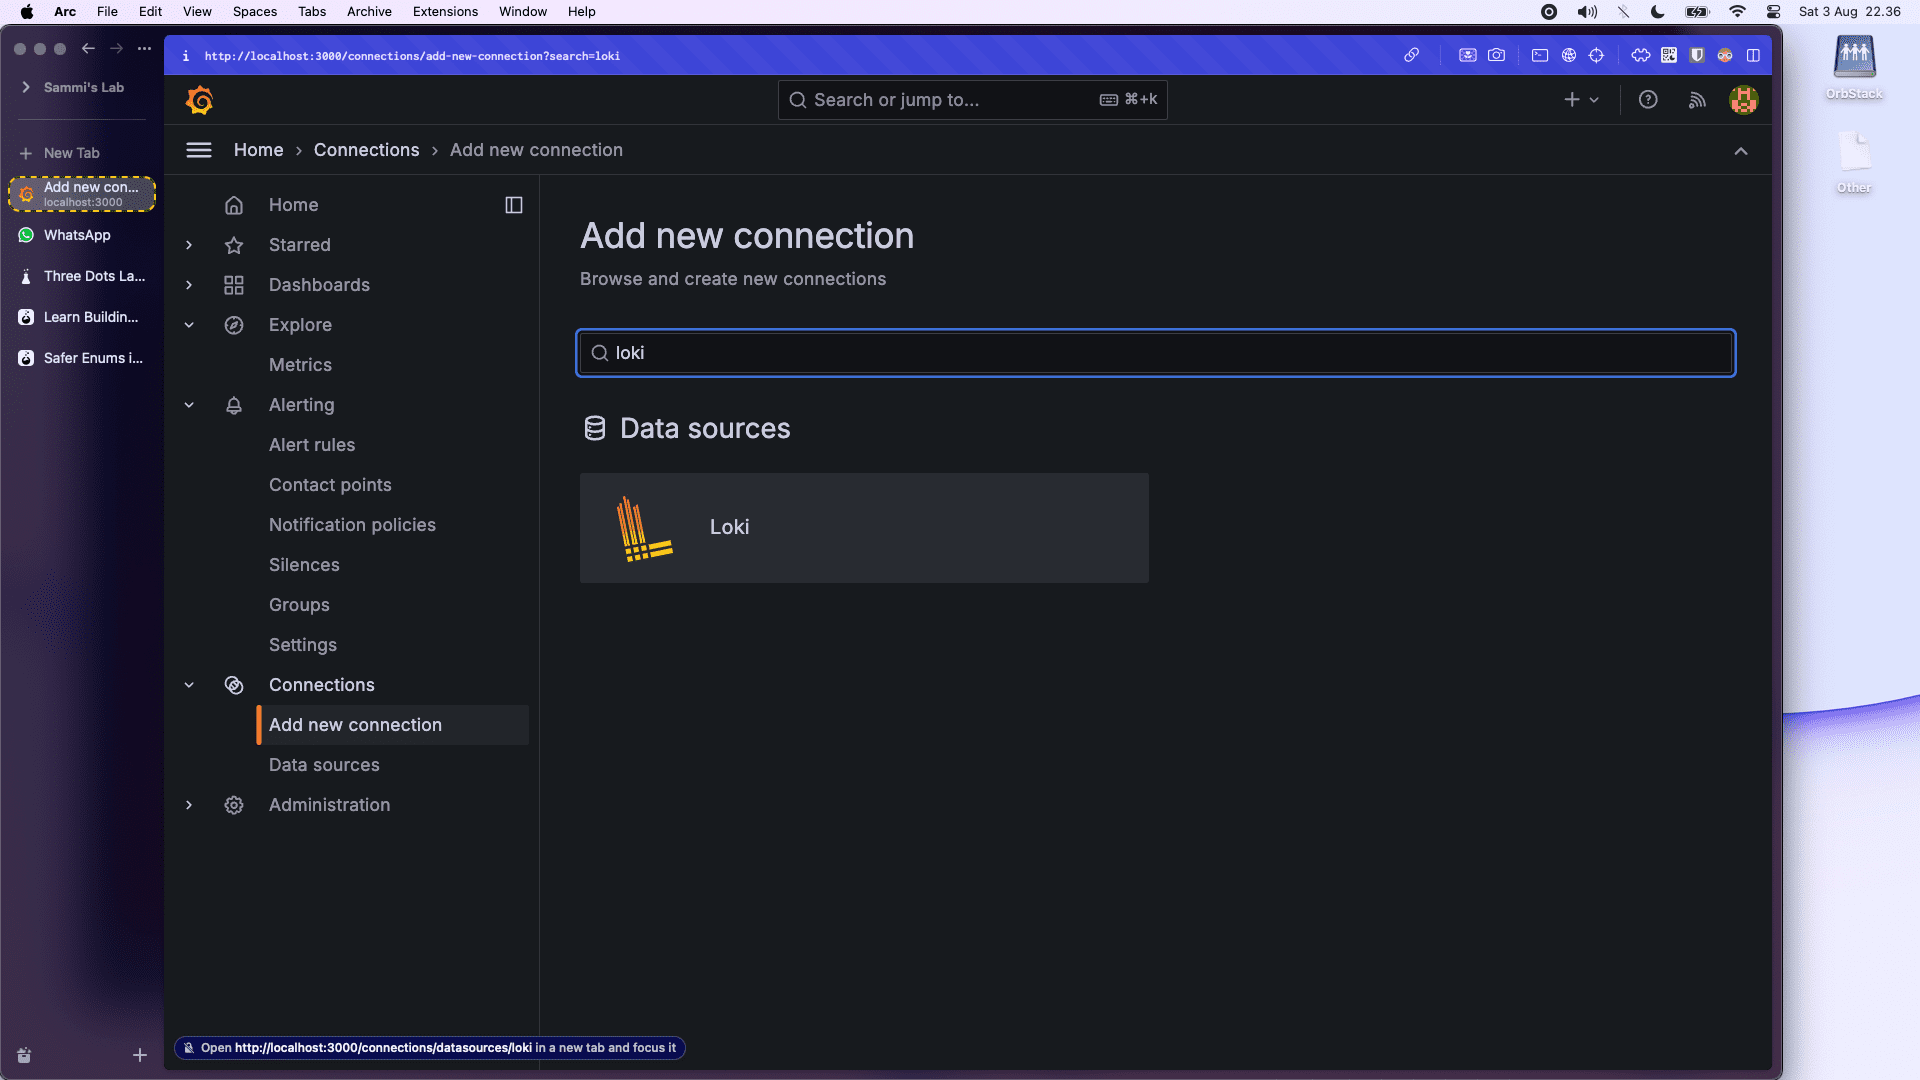 Arc File Edit View Spaces Tabs Archive Extensions Window Help
Sat 3 Aug 22.36
http://localhost:3000/connections/add-new-connection?search=loki
Sammi's Lab
New Tab
Add new con...
localhost:3000
WhatsApp
Three Dots La...
Learn Buildin...
Safer Enums i...
Search or jump to...
⌘+k
Home › Connections › Add new connection
Home
Starred
Dashboards
Explore
Metrics
Alerting
Alert rules
Contact points
Notification policies
Silences
Groups
Settings
Connections
Add new connection
Data sources
Administration
Add new connection
Browse and create new connections
loki
Data sources
Loki
Open http://localhost:3000/connections/datasources/loki in a new tab and focus it
OrbStack
Other